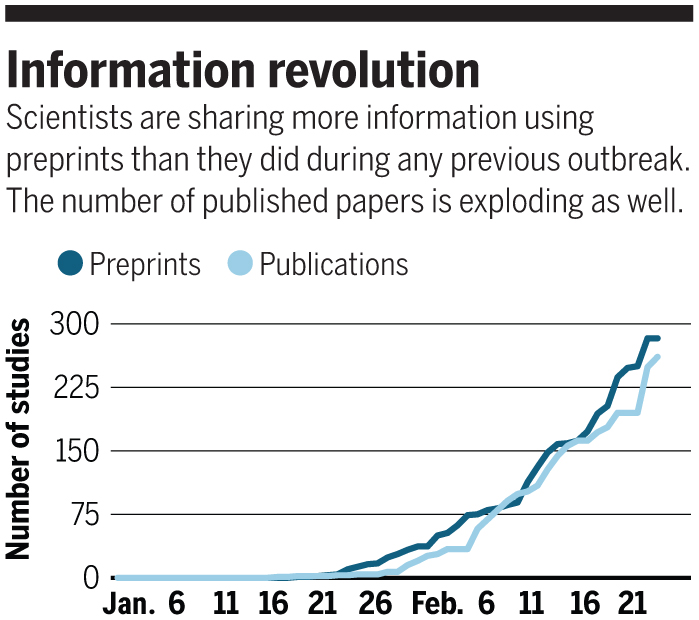 Information revolution
Scientists are sharing more information using
preprints than they did during any previous outbreak.
The number of published papers is exploding as well.
Preprints Publications
Number of studies
300
225
150
75
0
Jan. 6 11 16 21 26 Feb. 6 11 16 21